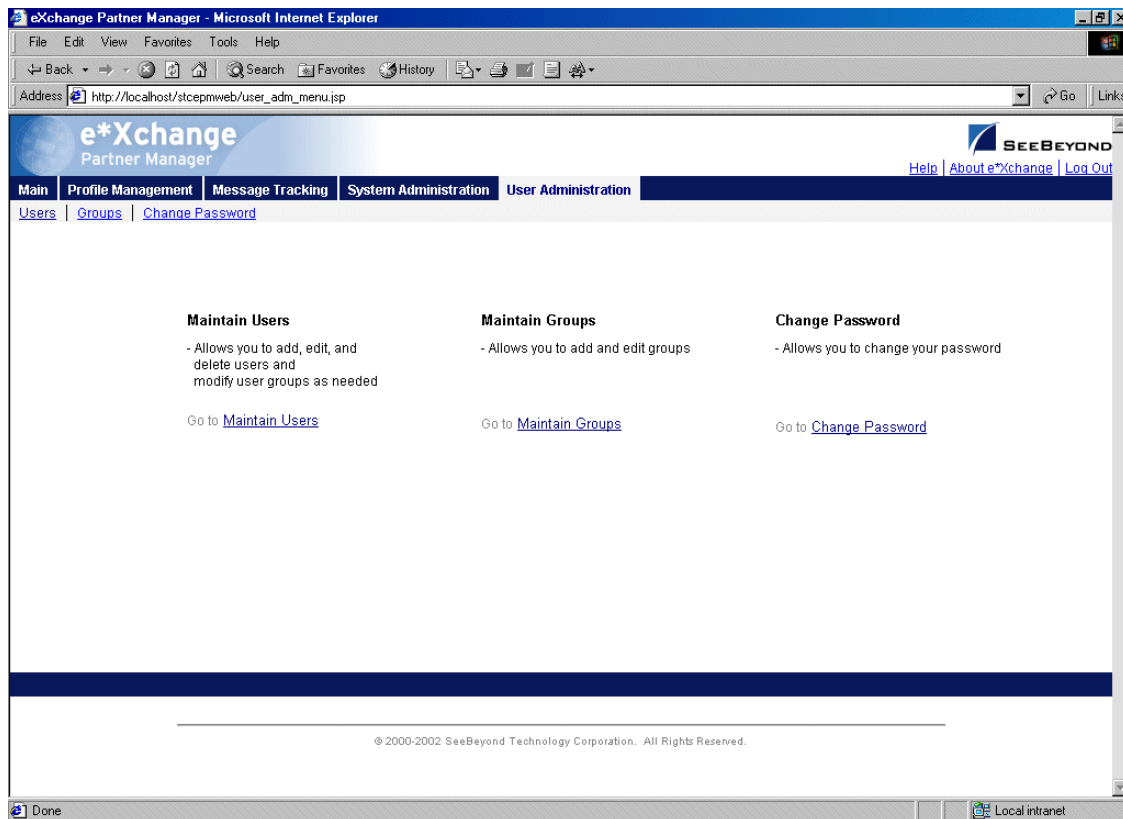 eXchange Partner Manager - Microsoft Internet Explorer
File Edit View Favorites Tools Help
Back Search Favorites History
Address http://localhost/stcepmweb/user_adm_menu.jsp Go Links
e*Xchange
Partner Manager
SEEBEYOND
Help | About e*Xchange | Log Out
Main Profile Management Message Tracking System Administration User Administration
Users | Groups | Change Password
Maintain Users Maintain Groups Change Password
- Allows you to add, edit, and - Allows you to add and edit groups - Allows you to change your password
delete users and
modify user groups as needed
Go to Maintain Users Go to Maintain Groups Go to Change Password
© 2000-2002 SeeBeyond Technology Corporation. All Rights Reserved.
Done Local intranet